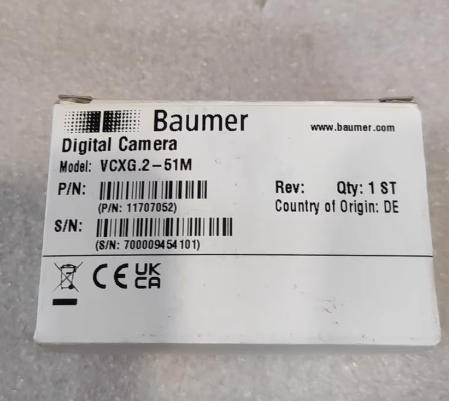 Baumer
www.baumer.com
Digital Camera
Model: VCXG.2-51M
P/N:
(P/N: 11707052)
Rev: Qty: 1 ST
Country of Origin: DE
S/N:
(S/N: 700009454101)
CE UK CA